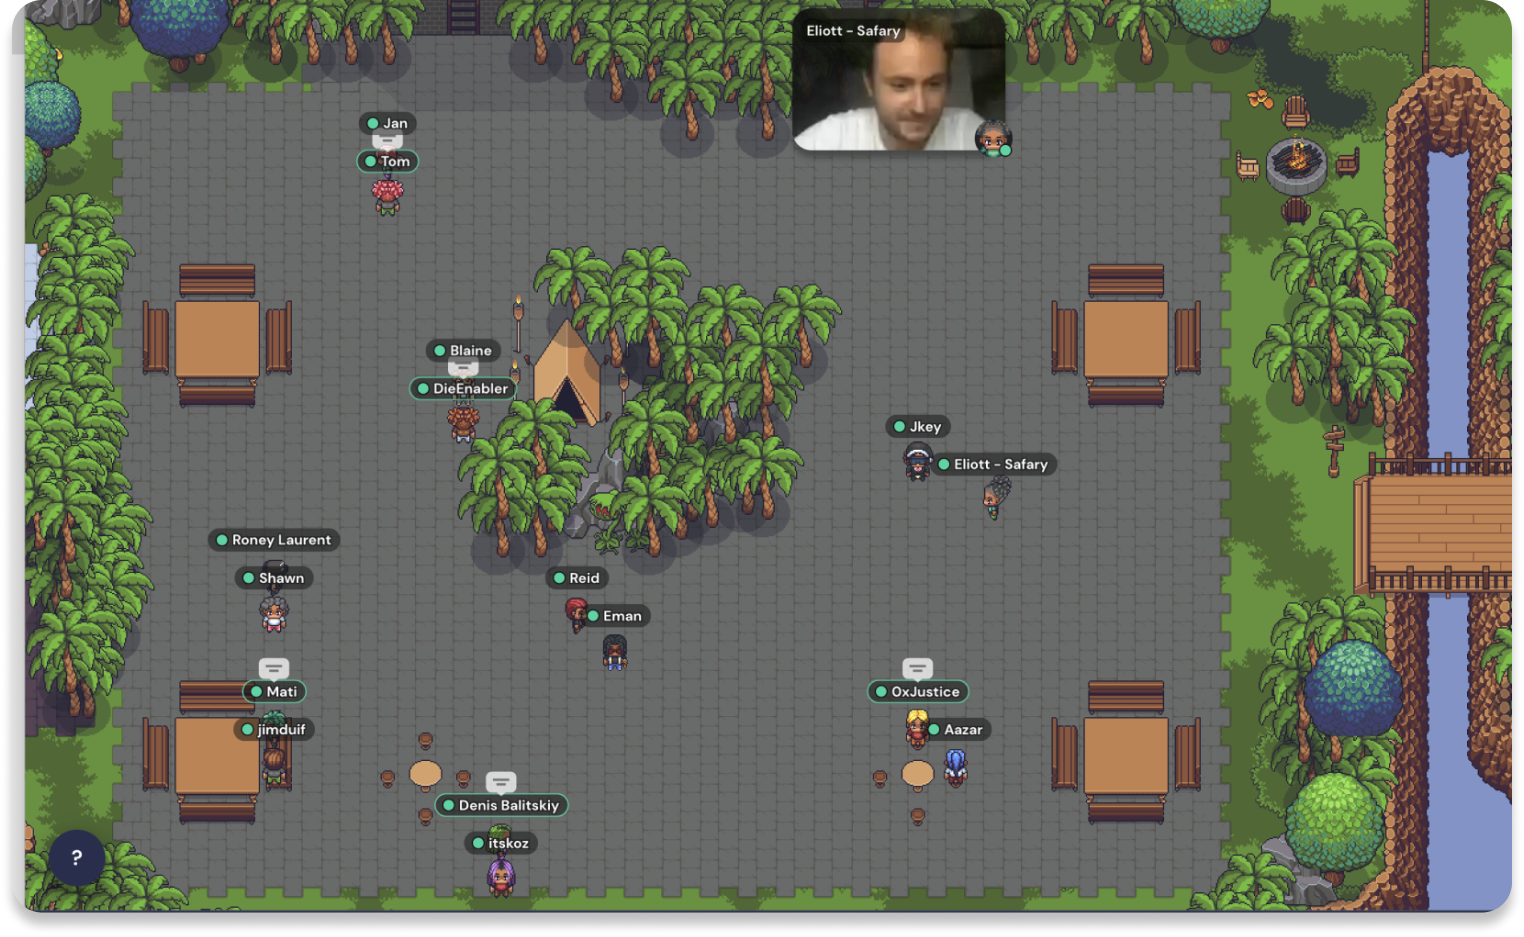 Eliott - Safary
Jan
Tom
Blaine
DieEnabler
Jkey
Eliott - Safary
Roney Laurent
Shawn
Reid
Eman
Mati
OxJustice
jimduif
Aazar
Denis Balitskiy
itskoz
?